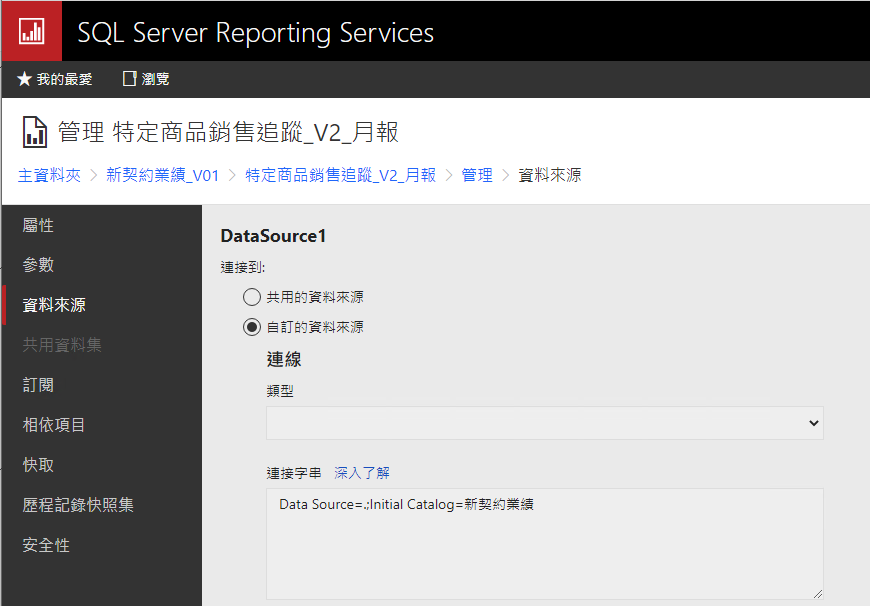 SQL Server Reporting Services
我的最愛 瀏覽
管理 特定商品銷售追蹤_V2_月報
主資料夾 > 新契約業績_V01 > 特定商品銷售追蹤_V2_月報 > 管理 > 資料來源
屬性
參數
資料來源
共用資料集
訂閱
相依項目
快取
歷程記錄快照集
安全性
DataSource1
連接到:
共用的資料來源
自訂的資料來源
連線
類型
連接字串 深入了解
Data Source=.;Initial Catalog=新契約業績